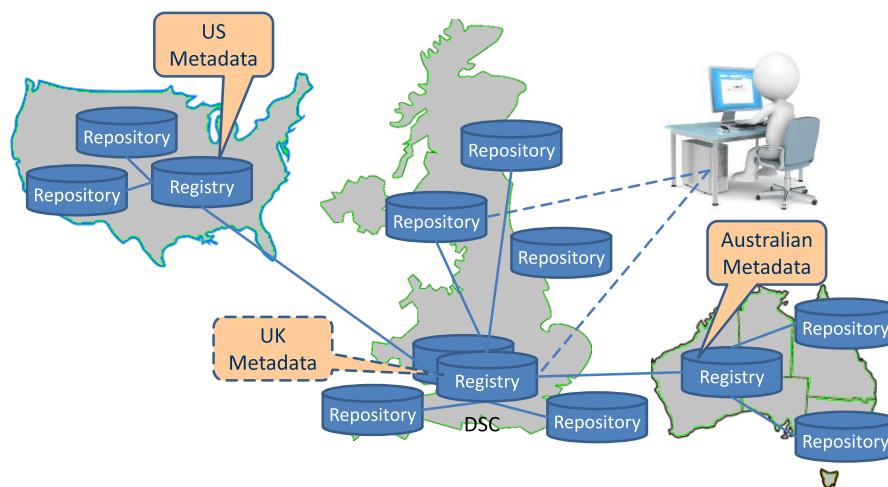 US
Metadata
Repository
Repository
Registry
Repository
Repository
Repository
Australian
Metadata
UK
Metadata
Registry
Repository
Repository
DSC
Repository
Registry
Repository